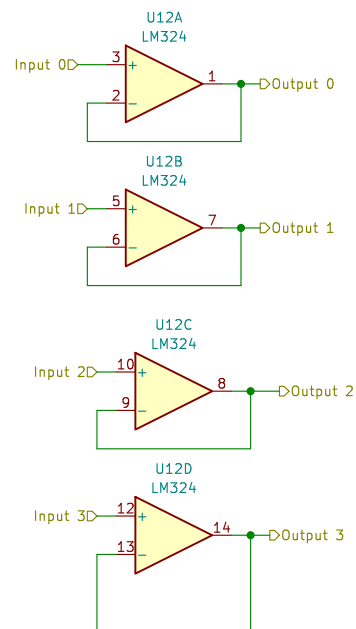 U12A
LM324
Input 0 3 + 1 Output 0
2 −
U12B
LM324
Input 1 5 + 7 Output 1
6 −
U12C
LM324
Input 2 10 + 8 Output 2
9 −
U12D
LM324
Input 3 12 + 14 Output 3
13 −